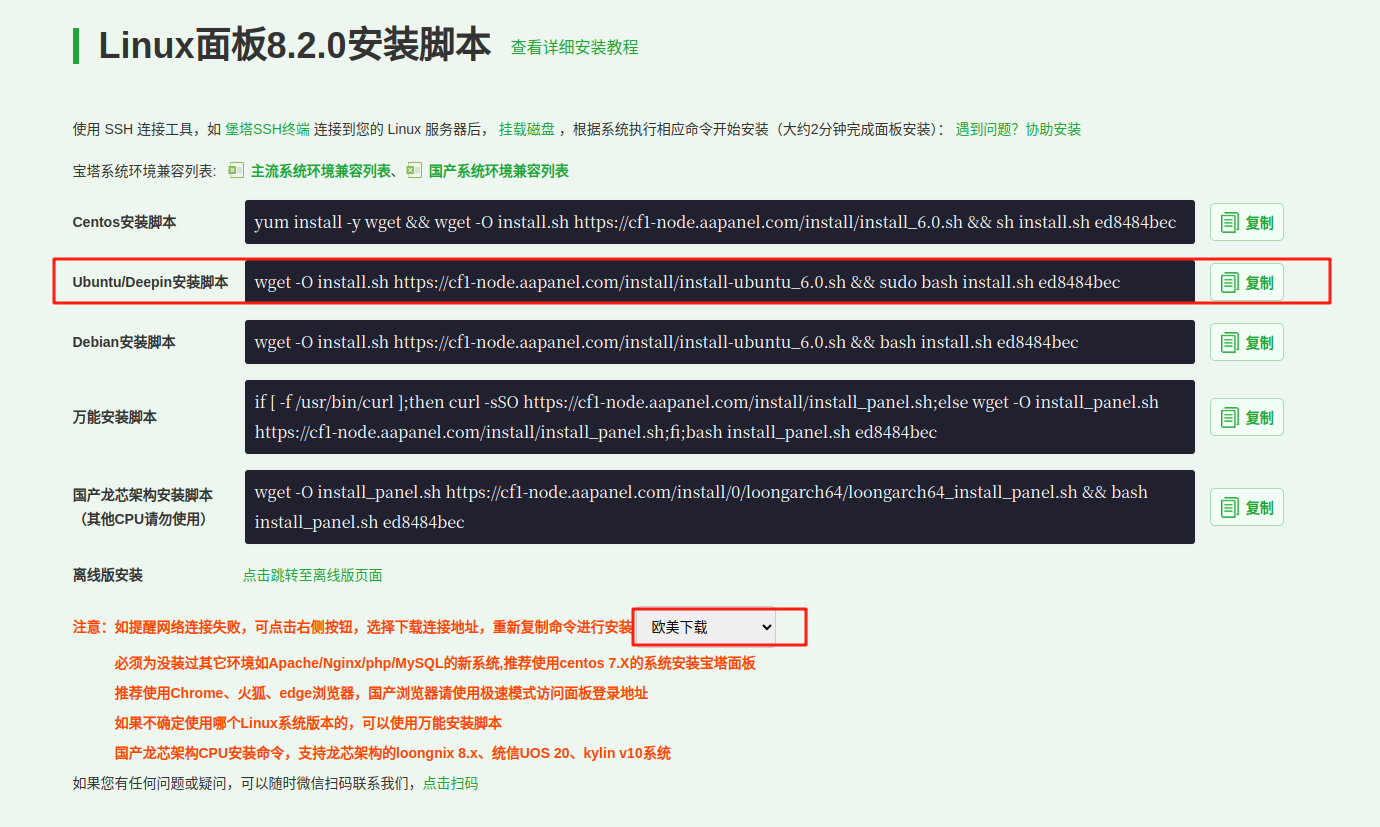 Linux面板8.2.0安装脚本 查看详细安装教程
使用 SSH 连接工具，如 堡塔SSH终端 连接到您的 Linux 服务器后， 挂载磁盘 ，根据系统执行相应命令开始安装（大约2分钟完成面板安装）： 遇到问题？协助安装
宝塔系统环境兼容列表: 主流系统环境兼容列表、 国产系统环境兼容列表
Centos安装脚本 yum install -y wget && wget -O install.sh https://cf1-node.aapanel.com/install/install_6.0.sh && sh install.sh ed8484bec 复制
Ubuntu/Deepin安装脚本 wget -O install.sh https://cf1-node.aapanel.com/install/install-ubuntu_6.0.sh && sudo bash install.sh ed8484bec 复制
Debian安装脚本 wget -O install.sh https://cf1-node.aapanel.com/install/install-ubuntu_6.0.sh && bash install.sh ed8484bec 复制
万能安装脚本 if [ -f /usr/bin/curl ];then curl -sSO https://cf1-node.aapanel.com/install/install_panel.sh;else wget -O install_panel.sh
https://cf1-node.aapanel.com/install/install_panel.sh;fi;bash install_panel.sh ed8484bec 复制
国产龙芯架构安装脚本
（其他CPU请勿使用）
wget -O install_panel.sh https://cf1-node.aapanel.com/install/0/loongarch64/loongarch64_install_panel.sh && bash
install_panel.sh ed8484bec 复制
离线版安装 点击跳转至离线版页面
注意：如提醒网络连接失败，可点击右侧按钮，选择下载连接地址，重新复制命令进行安装 欧美下载
必须为没装过其它环境如Apache/Nginx/php/MySQL的新系统,推荐使用centos 7.X的系统安装宝塔面板
推荐使用Chrome、火狐、edge浏览器，国产浏览器请使用极速模式访问面板登录地址
如果不确定使用哪个Linux系统版本的，可以使用万能安装脚本
国产龙芯架构CPU安装命令，支持龙芯架构的loongnix 8.x、统信UOS 20、kylin v10系统
如果您有任何问题或疑问，可以随时微信扫码联系我们，点击扫码